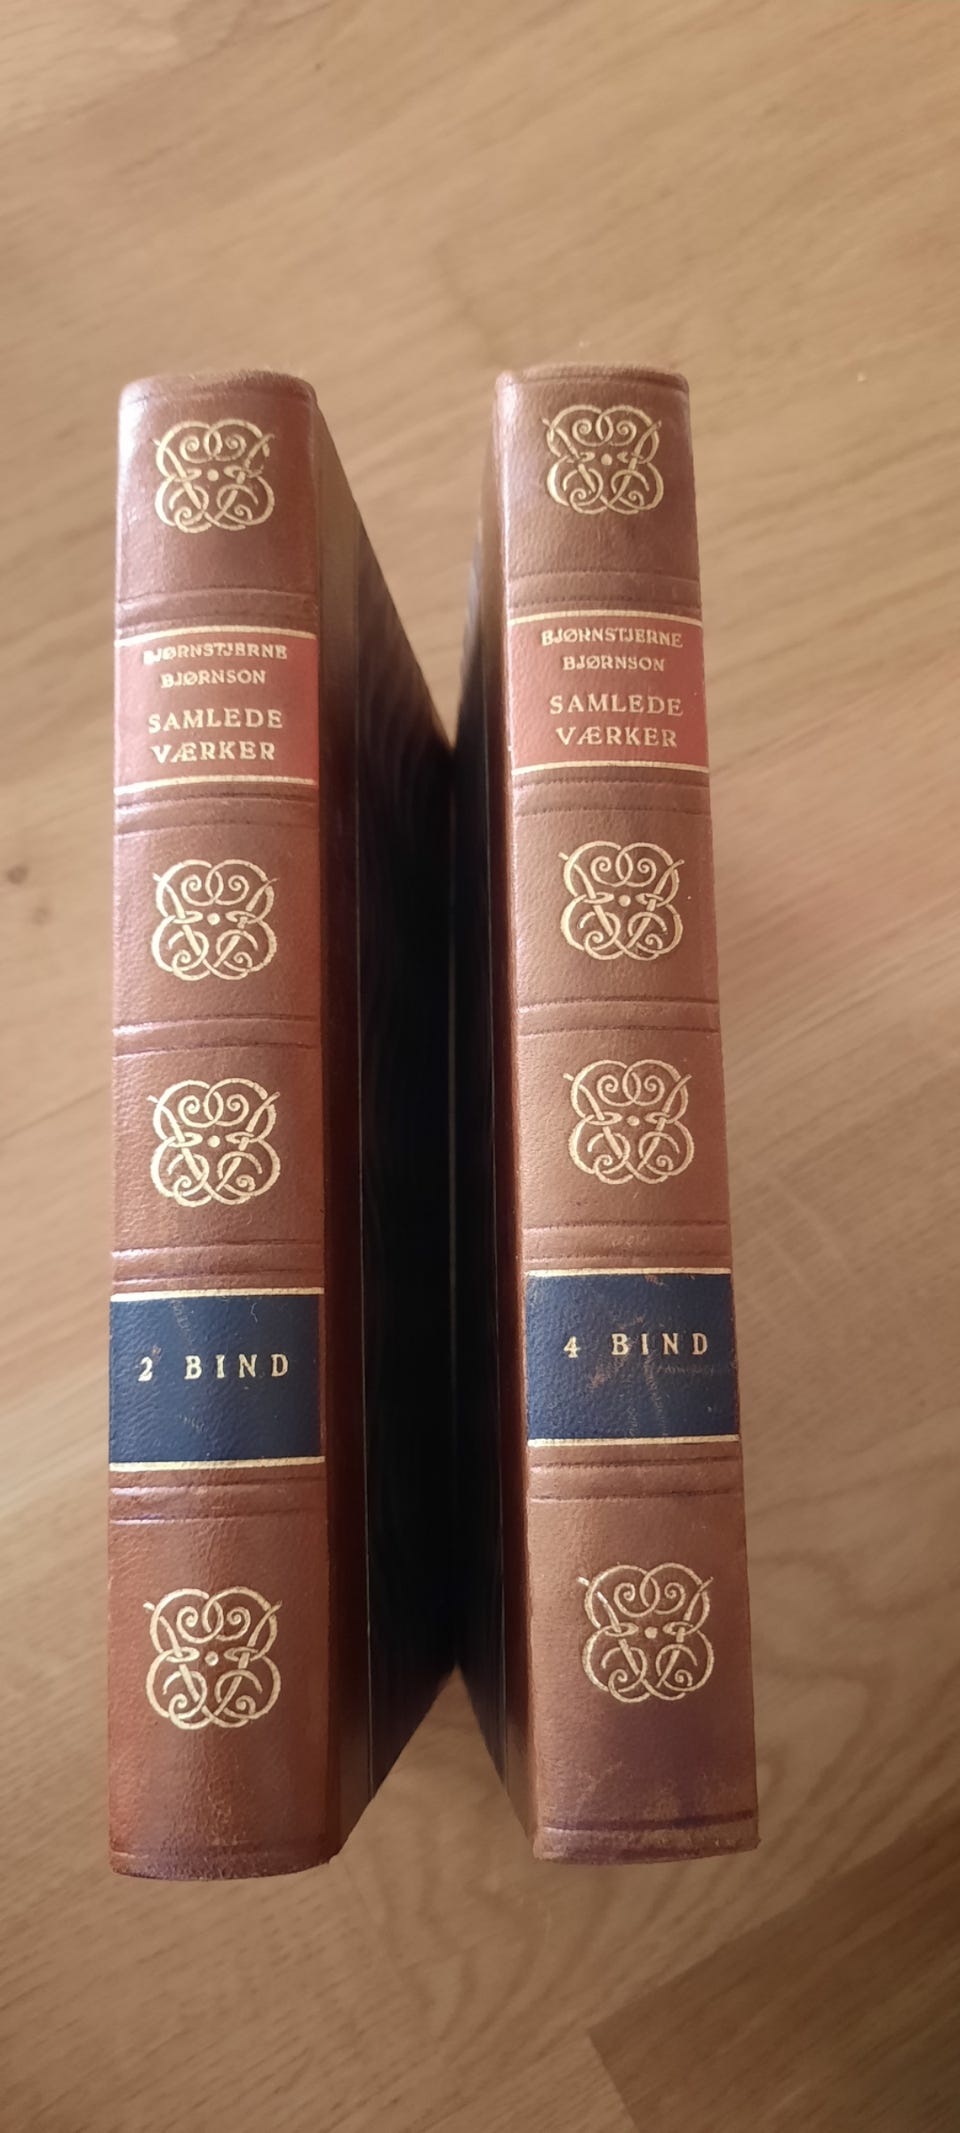 BJØRNSTJERNE
BJØRNSON
SAMLEDE
VÆRKER
2 BIND
BJØRNSTJERNE
BJØRNSON
SAMLEDE
VÆRKER
4 BIND